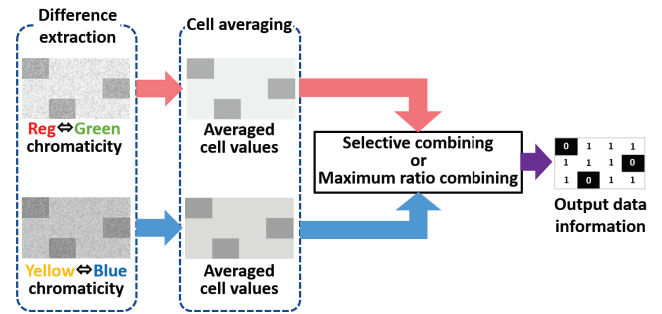 Difference
extraction
Cell averaging
Reg⇔Green
chromaticity
Averaged
cell values
Selective combining
or
Maximum ratio combining
0 1 1 1
1 1 1 0
1 0 1 1
Output data
information
Yellow⇔Blue
chromaticity
Averaged
cell values